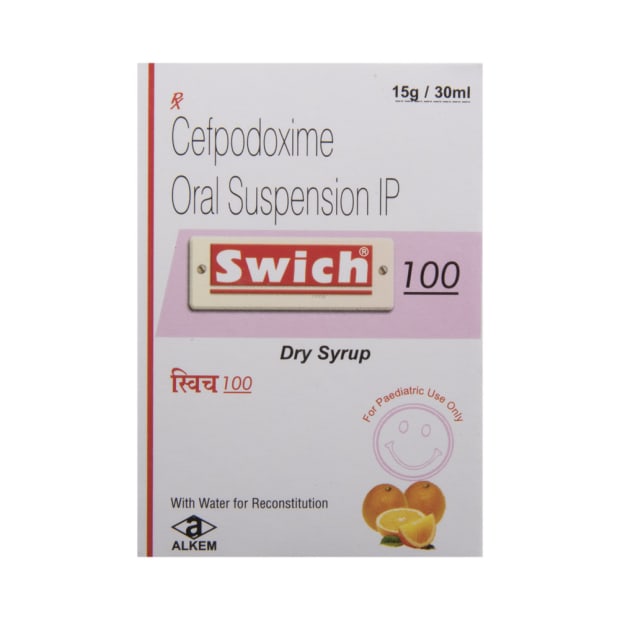 15g / 30ml
℞
Cefpodoxime
Oral Suspension IP
Swich®
100
Dry Syrup
स्विच 100
For Paediatric Use Only
With Water for Reconstitution
a
ALKEM